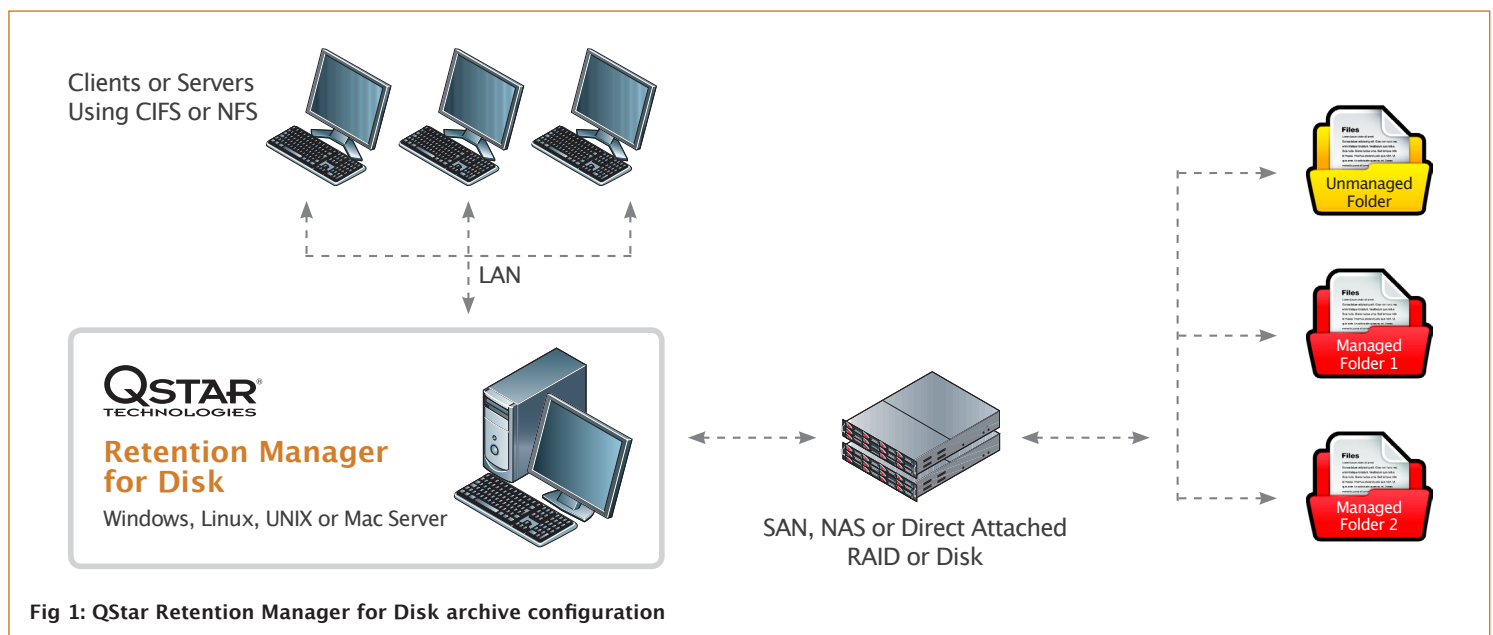 Clients or Servers
Using CIFS or NFS
LAN
QSTAR®
TECHNOLOGIES
Retention Manager
for Disk
Windows, Linux, UNIX or Mac Server
SAN, NAS or Direct Attached
RAID or Disk
Files
Unmanaged
Folder
Files
Managed
Folder 1
Files
Managed
Folder 2
Fig 1: QStar Retention Manager for Disk archive configuration